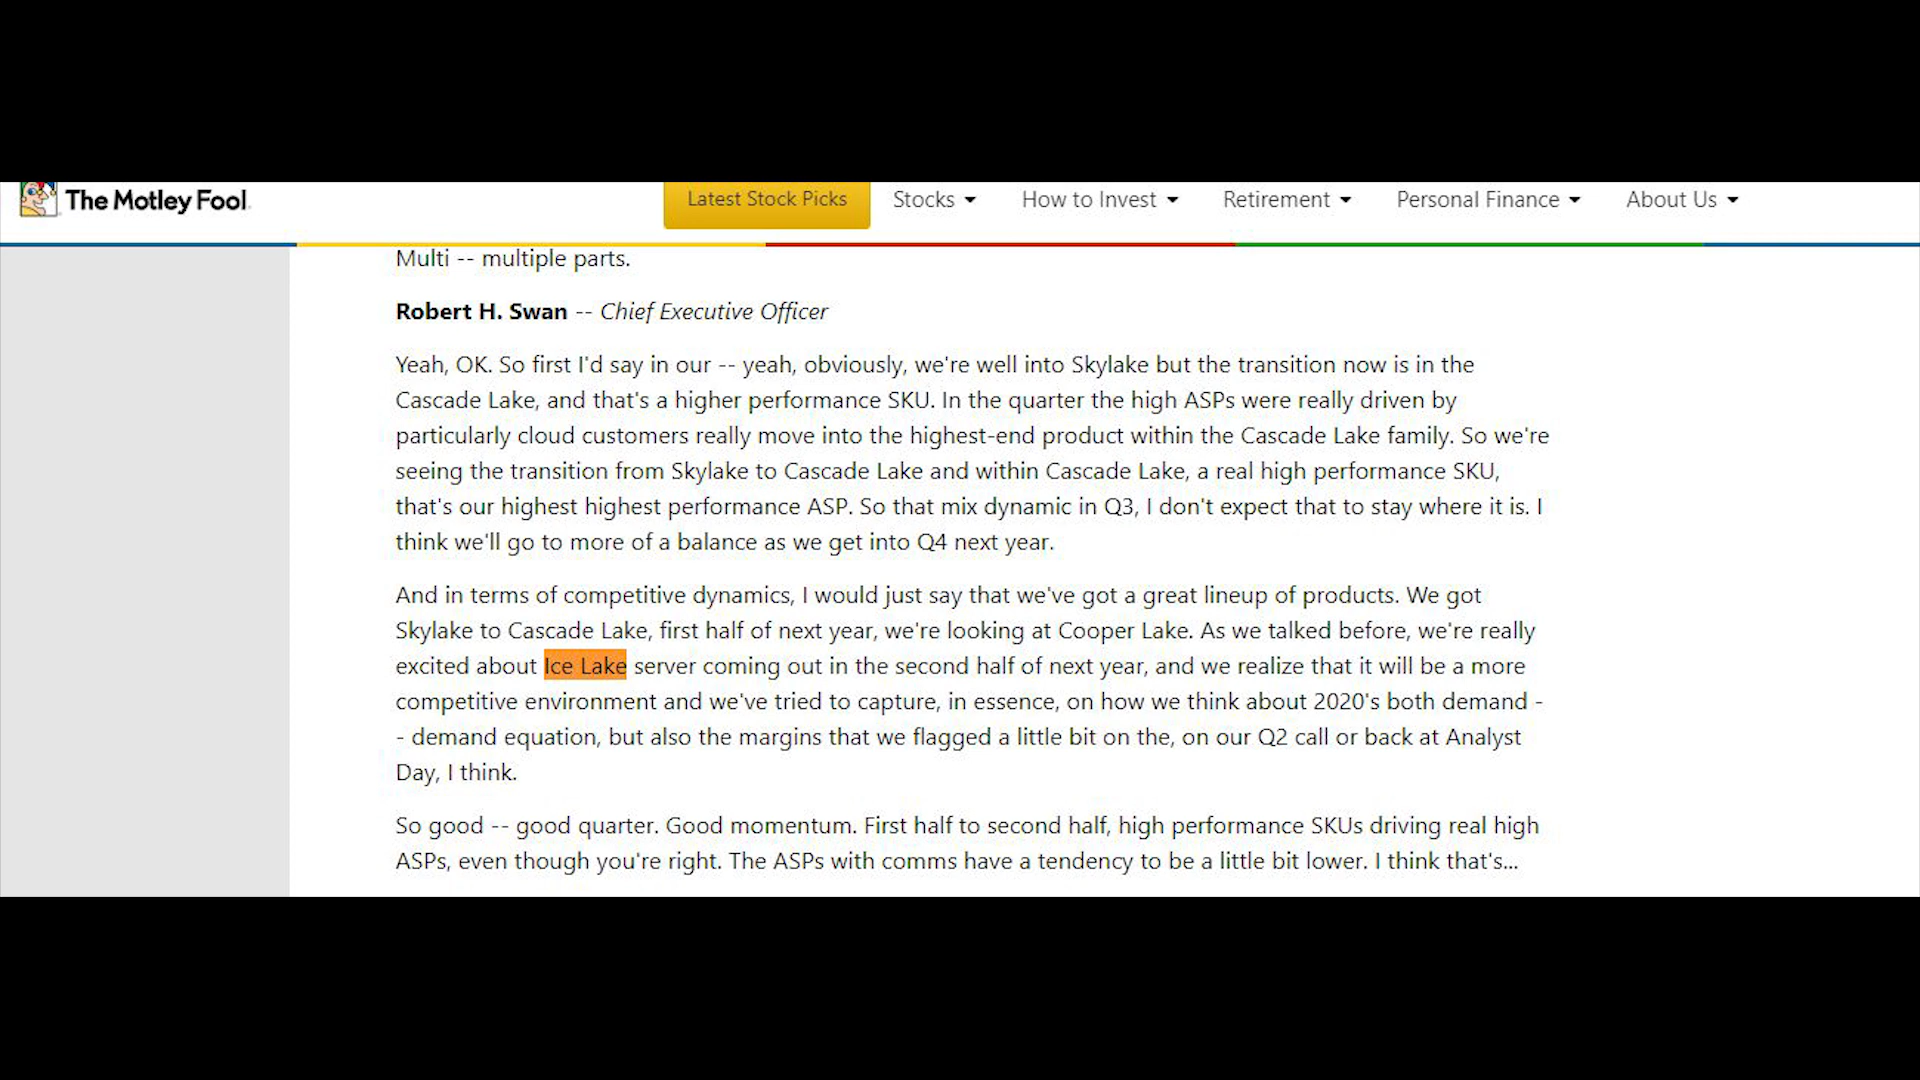 The Motley Fool
Latest Stock Picks
Stocks
How to Invest
Retirement
Personal Finance
About Us
Multi -- multiple parts.
Robert H. Swan -- Chief Executive Officer
Yeah, OK. So first I'd say in our -- yeah, obviously, we're well into Skylake but the transition now is in the
Cascade Lake, and that's a higher performance SKU. In the quarter the high ASPs were really driven by
particularly cloud customers really move into the highest-end product within the Cascade Lake family. So we're
seeing the transition from Skylake to Cascade Lake and within Cascade Lake, a real high performance SKU,
that's our highest highest performance ASP. So that mix dynamic in Q3, I don't expect that to stay where it is. I
think we'll go to more of a balance as we get into Q4 next year.
And in terms of competitive dynamics, I would just say that we've got a great lineup of products. We got
Skylake to Cascade Lake, first half of next year, we're looking at Cooper Lake. As we talked before, we're really
excited about Ice Lake server coming out in the second half of next year, and we realize that it will be a more
competitive environment and we've tried to capture, in essence, on how we think about 2020's both demand -
- demand equation, but also the margins that we flagged a little bit on the, on our Q2 call or back at Analyst
Day, I think.
So good -- good quarter. Good momentum. First half to second half, high performance SKUs driving real high
ASPs, even though you're right. The ASPs with comms have a tendency to be a little bit lower. I think that's...